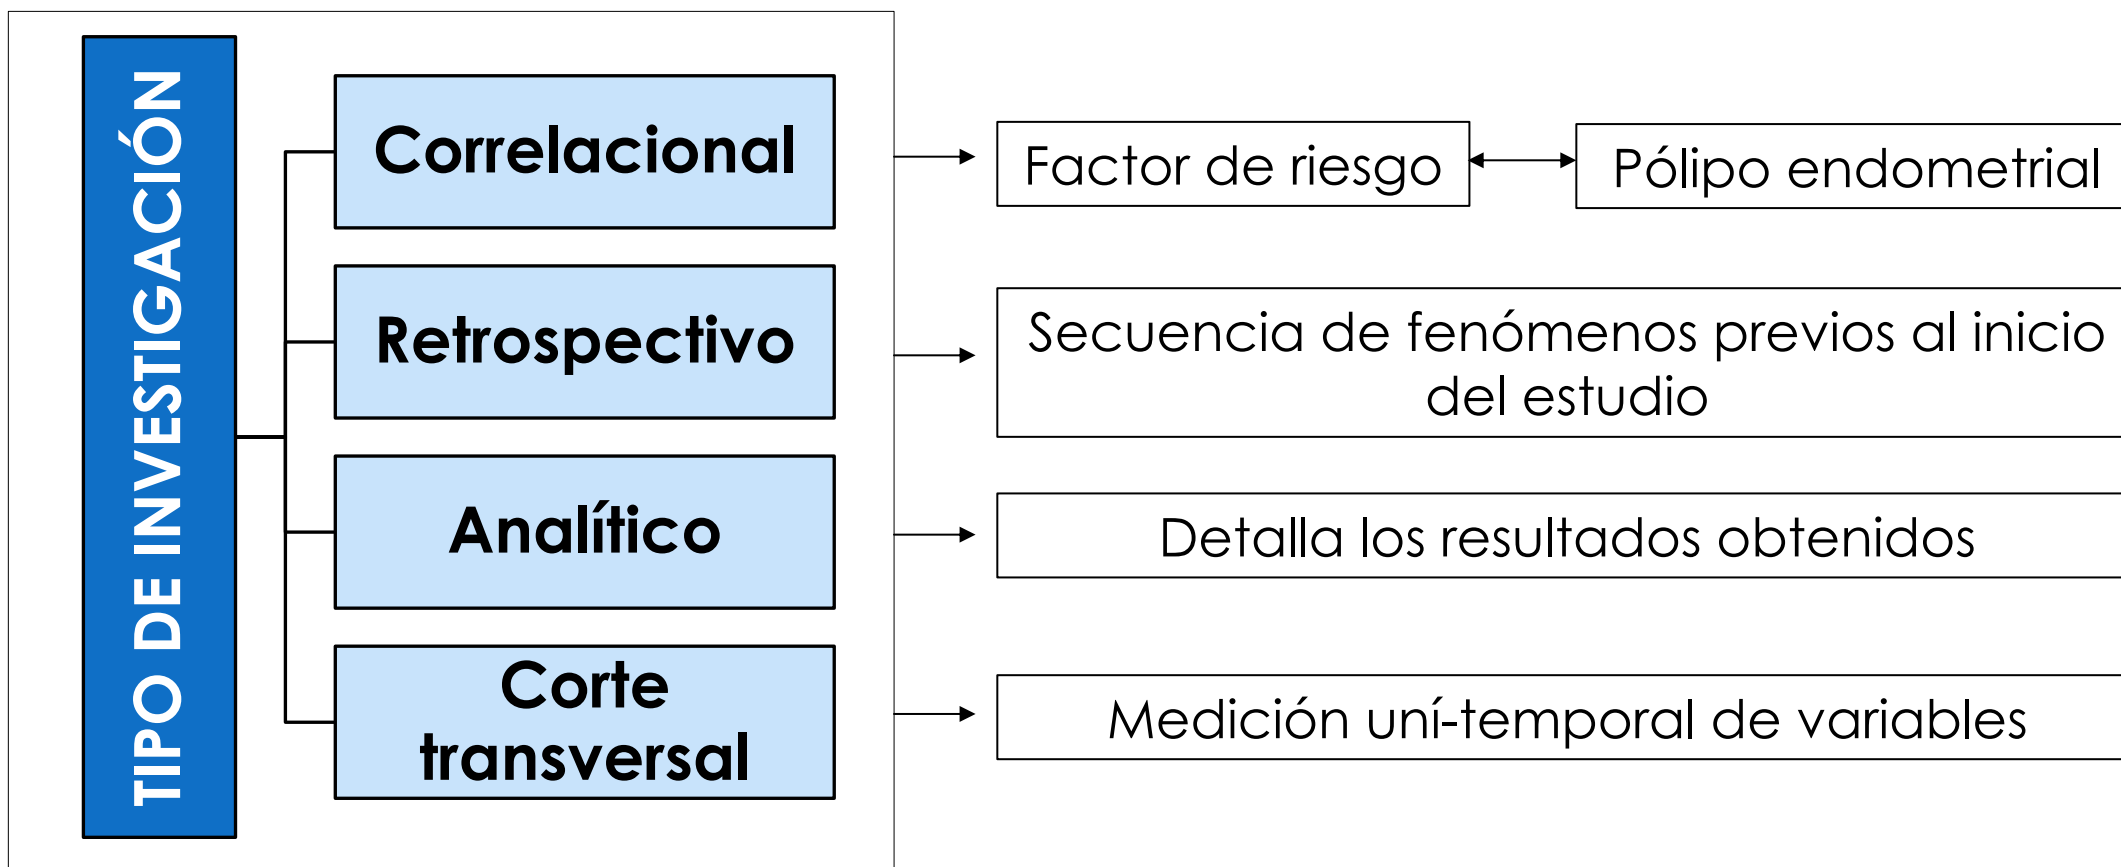 TIPO DE INVESTIGACIÓN
Correlacional
Factor de riesgo
Pólipo endometrial
Retrospectivo
Secuencia de fenómenos previos al inicio
del estudio
Analítico
Detalla los resultados obtenidos
Corte
transversal
Medición uní-temporal de variables